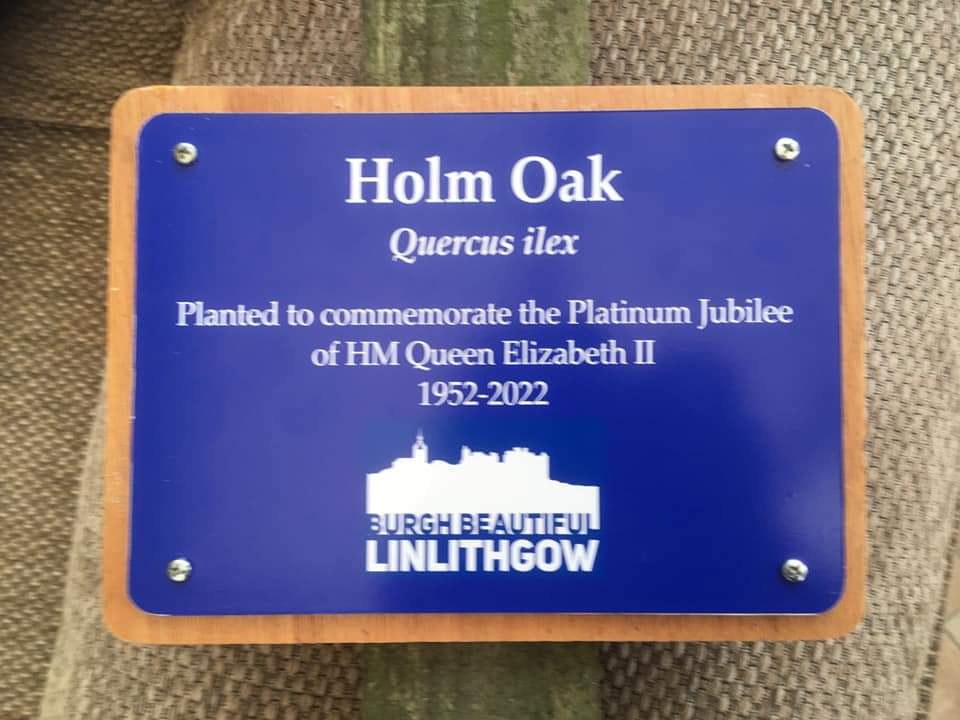 Holm Oak
Quercus ilex
Planted to commemorate the Platinum Jubilee
of HM Queen Elizabeth II
1952-2022
BURGH BEAUTIFUL
LINLITHGOW